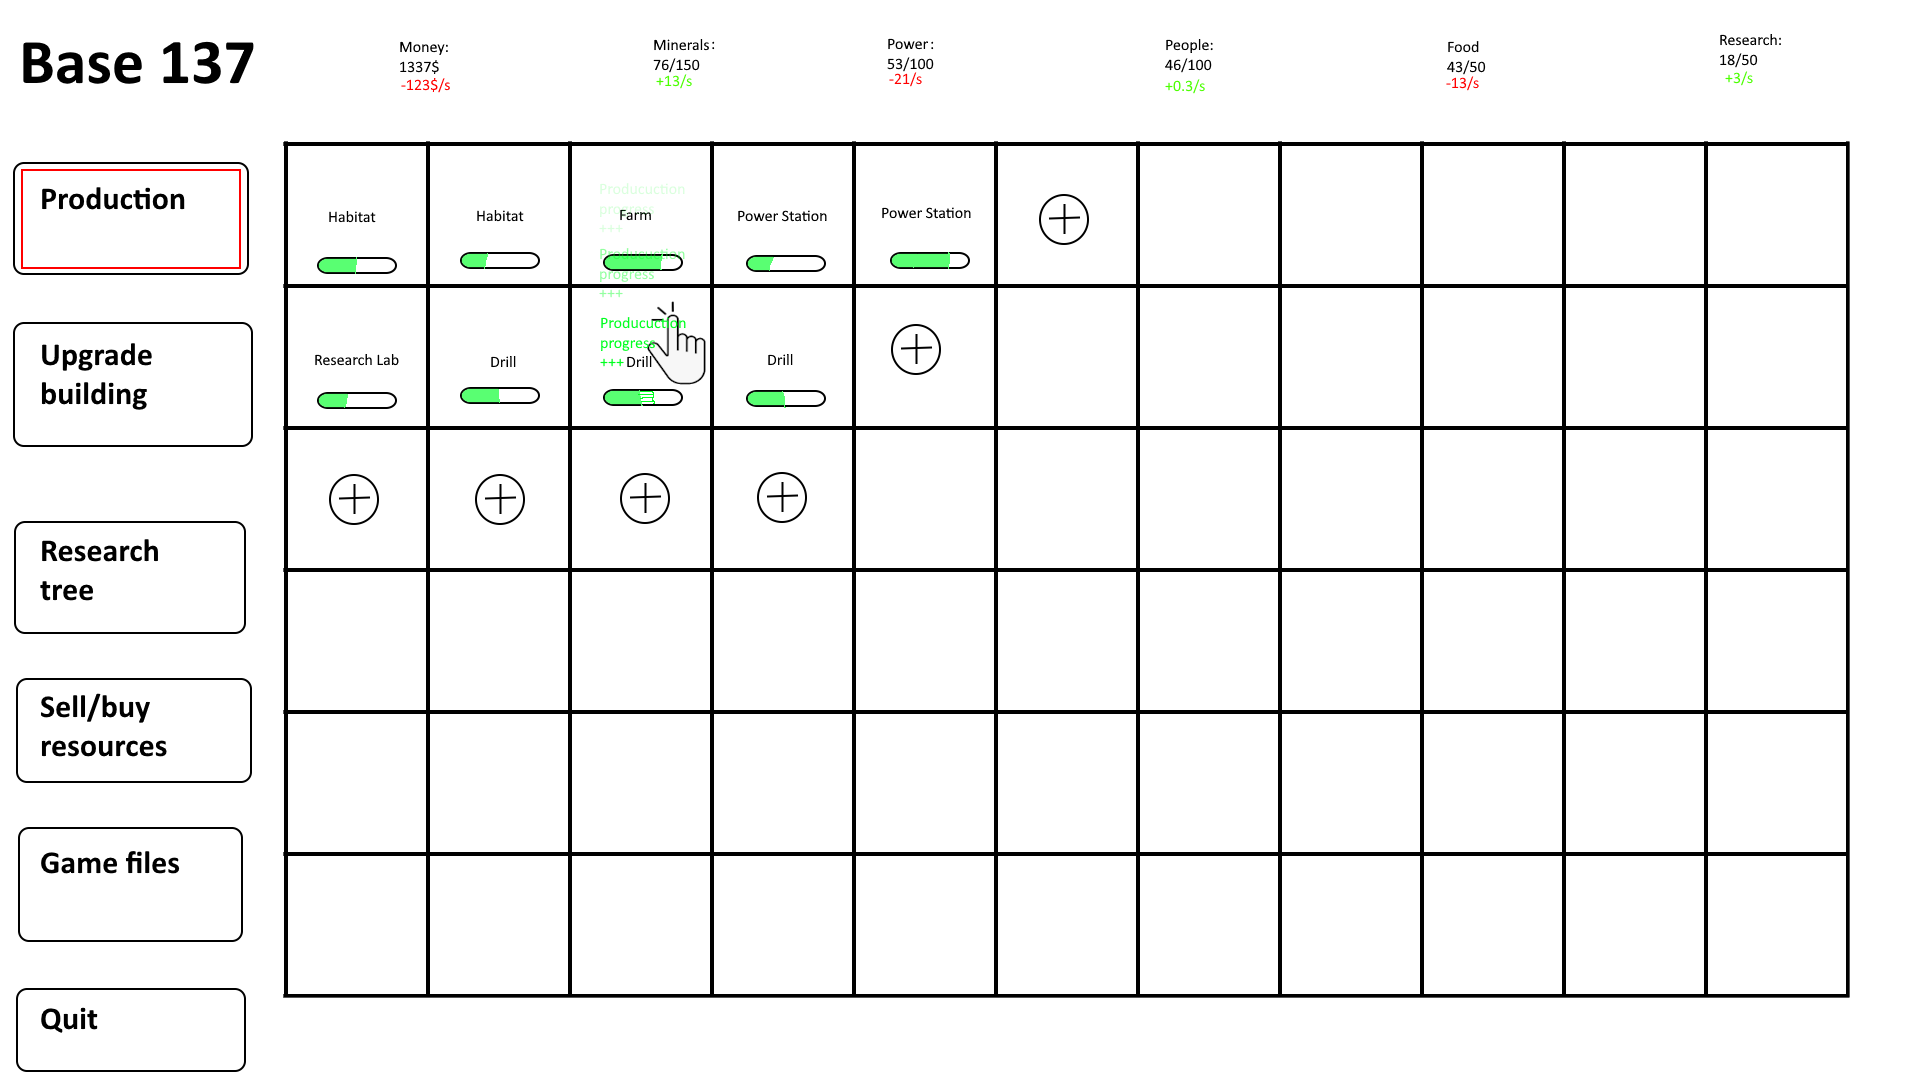 Base 137
Money:
1337$
-123$/s
Minerals:
76/150
+13/s
Power:
53/100
-21/s
People:
46/100
+0.3/s
Food
43/50
-13/s
Research:
18/50
+3/s
Production
Upgrade
building
Research
tree
Sell/buy
resources
Game files
Quit
Habitat
Habitat
Producuction
progress
+++
Farm
Producuction
progress
+++
Power Station
Power Station
Research Lab
Drill
Producuction
progress
+++
Drill
Drill